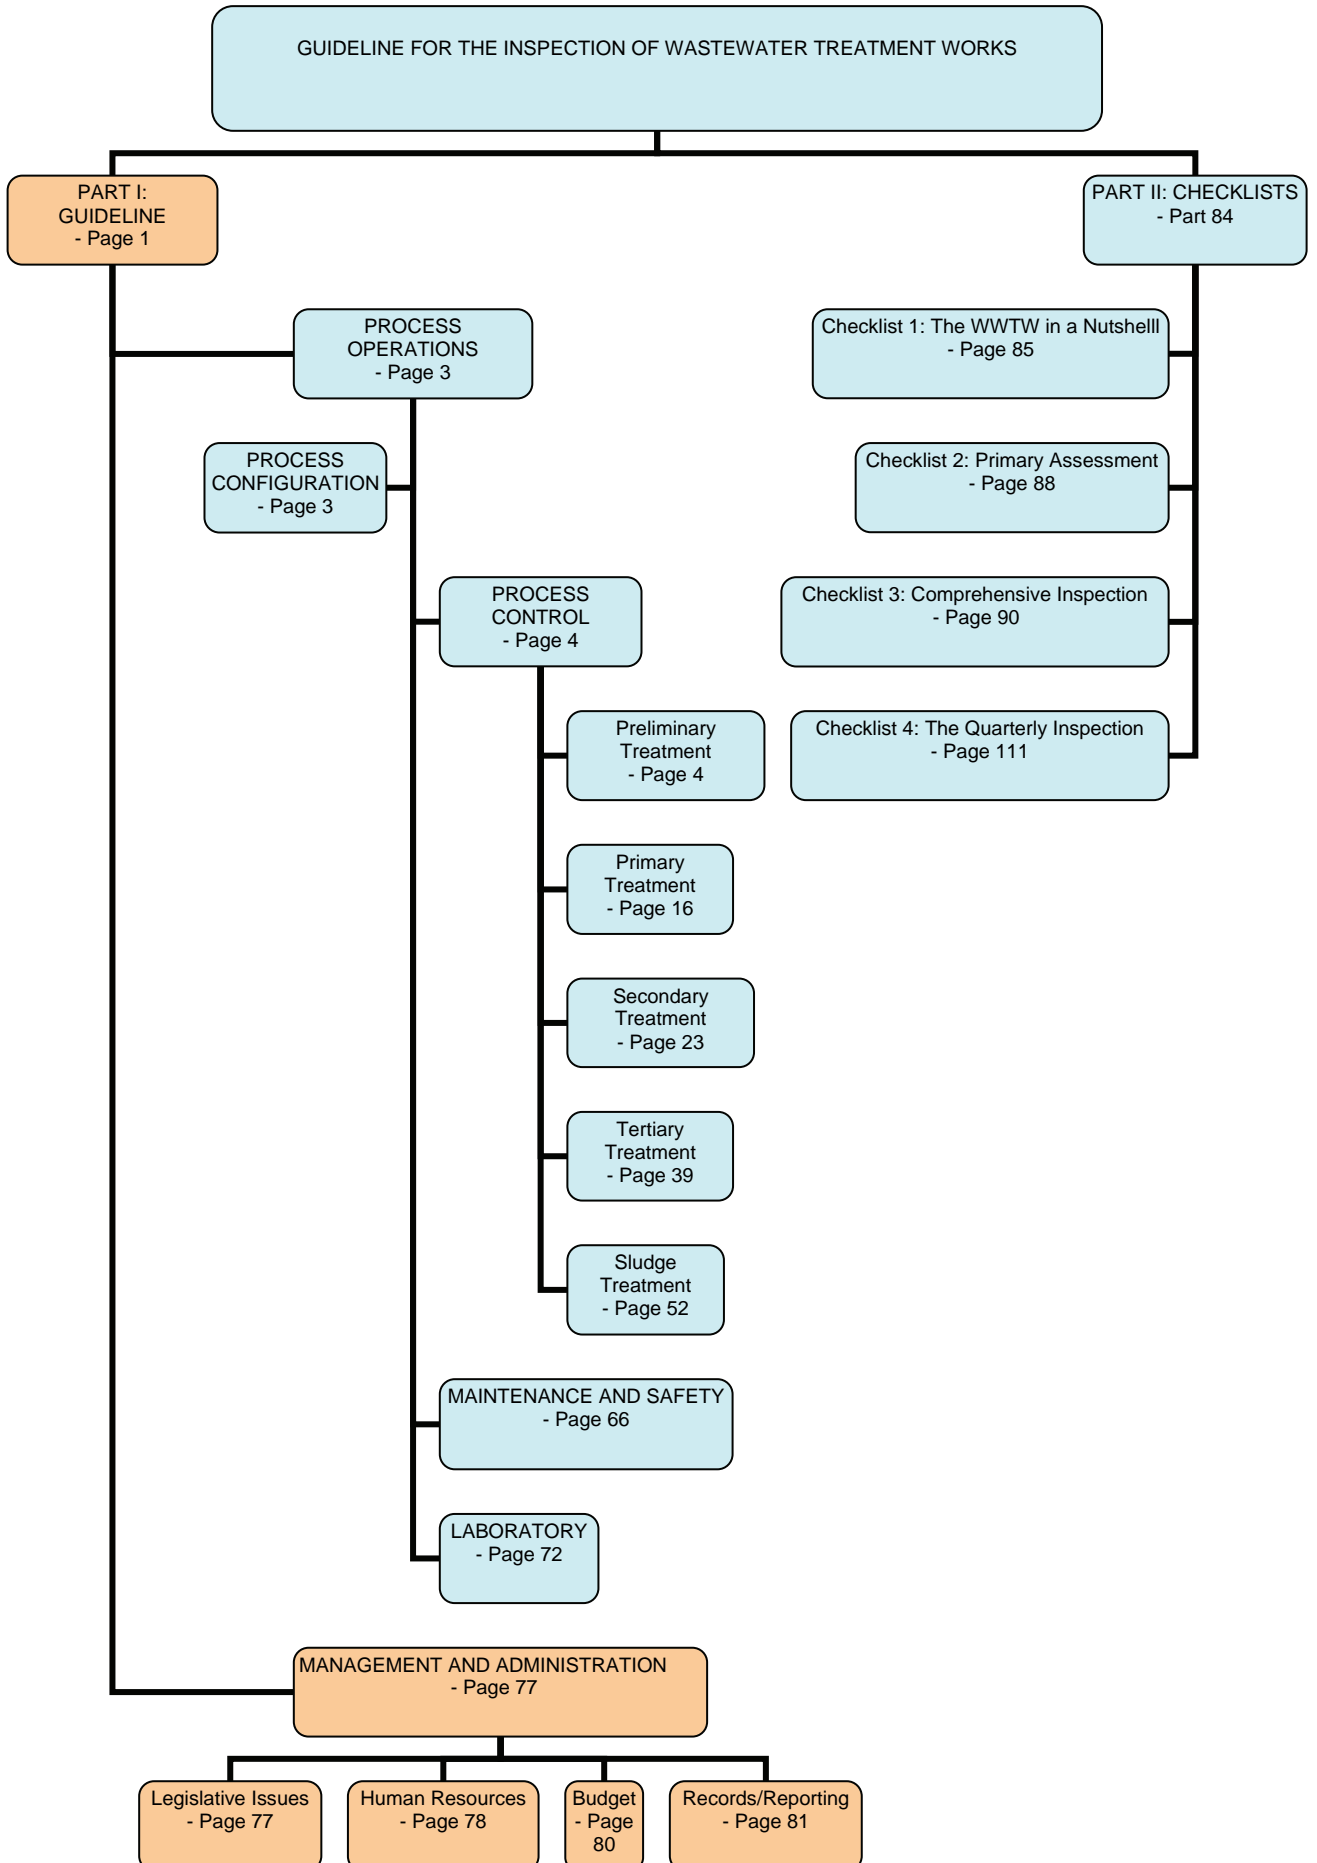 GUIDELINE FOR THE INSPECTION OF WASTEWATER TREATMENT WORKS
PART I:
GUIDELINE
- Page 1
PART II: CHECKLISTS
- Part 84
PROCESS
OPERATIONS
- Page 3
Checklist 1: The WWTW in a Nutshelll
- Page 85
PROCESS
CONFIGURATION
- Page 3
Checklist 2: Primary Assessment
- Page 88
PROCESS
CONTROL
- Page 4
Checklist 3: Comprehensive Inspection
- Page 90
Preliminary
Treatment
- Page 4
Checklist 4: The Quarterly Inspection
- Page 111
Primary
Treatment
- Page 16
Secondary
Treatment
- Page 23
Tertiary
Treatment
- Page 39
Sludge
Treatment
- Page 52
MAINTENANCE AND SAFETY
- Page 66
LABORATORY
- Page 72
MANAGEMENT AND ADMINISTRATION
- Page 77
Legislative Issues
- Page 77
Human Resources
- Page 78
Budget
- Page
80
Records/Reporting
- Page 81